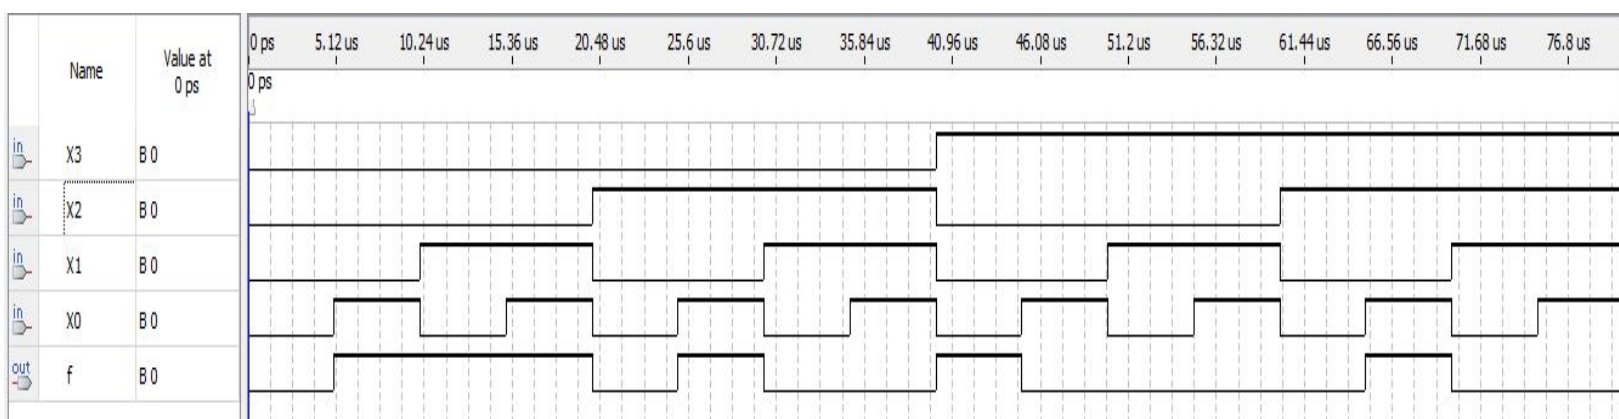 Name
Value at
0 ps
0 ps 5.12 us 10.24 us 15.36 us 20.48 us 25.6 us 30.72 us 35.84 us 40.96 us 46.08 us 51.2 us 56.32 us 61.44 us 66.56 us 71.68 us 76.8 us
0 ps
in X3 B 0
in X2 B 0
in X1 B 0
in X0 B 0
out f B 0